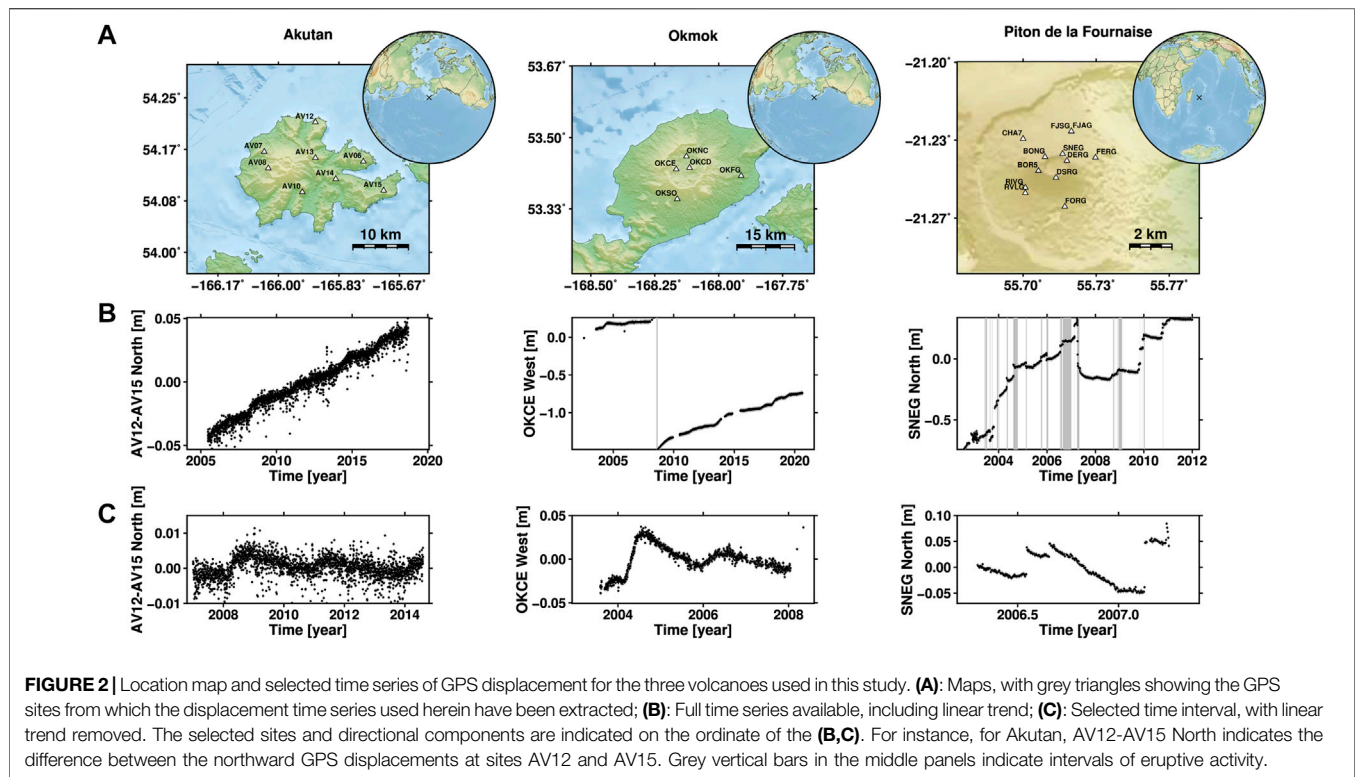 A
Akutan
Okmok
Piton de la Fournaise
54.25°
54.17°
54.08°
54.00°
AV12
AV07
AV13
AV06
AV08
AV14
AV10
AV15
10 km
−166.17° −166.00° −165.83° −165.67°
53.67°
53.50°
53.33°
OKNC
OKCE
OKCD
OKFG
OKSO
15 km
−168.50° −168.25° −168.00° −167.75°
−21.20°
−21.23°
−21.27°
FJSG FJAG
CHA7
SNEG
BONG
DERG
FERG
BOR5
DSRG
RIVG
RVLG
FORG
2 km
55.70° 55.73° 55.77°
B
AV12-AV15 North [m]
0.05
0.00
−0.05
2005 2010 2015 2020
Time [year]
OKCE West [m]
0.0
−0.5
−1.0
2005 2010 2015 2020
Time [year]
SNEG North [m]
0.0
−0.5
2004 2006 2008 2010 2012
Time [year]
C
AV12-AV15 North [m]
0.01
0.00
−0.01
2008 2010 2012 2014
Time [year]
OKCE West [m]
0.05
0.00
−0.05
2004 2006 2008
Time [year]
SNEG North [m]
0.10
0.05
0.00
−0.05
2006.5 2007.0
Time [year]
FIGURE 2 | Location map and selected time series of GPS displacement for the three volcanoes used in this study. (A): Maps, with grey triangles showing the GPS
sites from which the displacement time series used herein have been extracted; (B): Full time series available, including linear trend; (C): Selected time interval, with linear
trend removed. The selected sites and directional components are indicated on the ordinate of the (B,C). For instance, for Akutan, AV12-AV15 North indicates the
difference between the northward GPS displacements at sites AV12 and AV15. Grey vertical bars in the middle panels indicate intervals of eruptive activity.